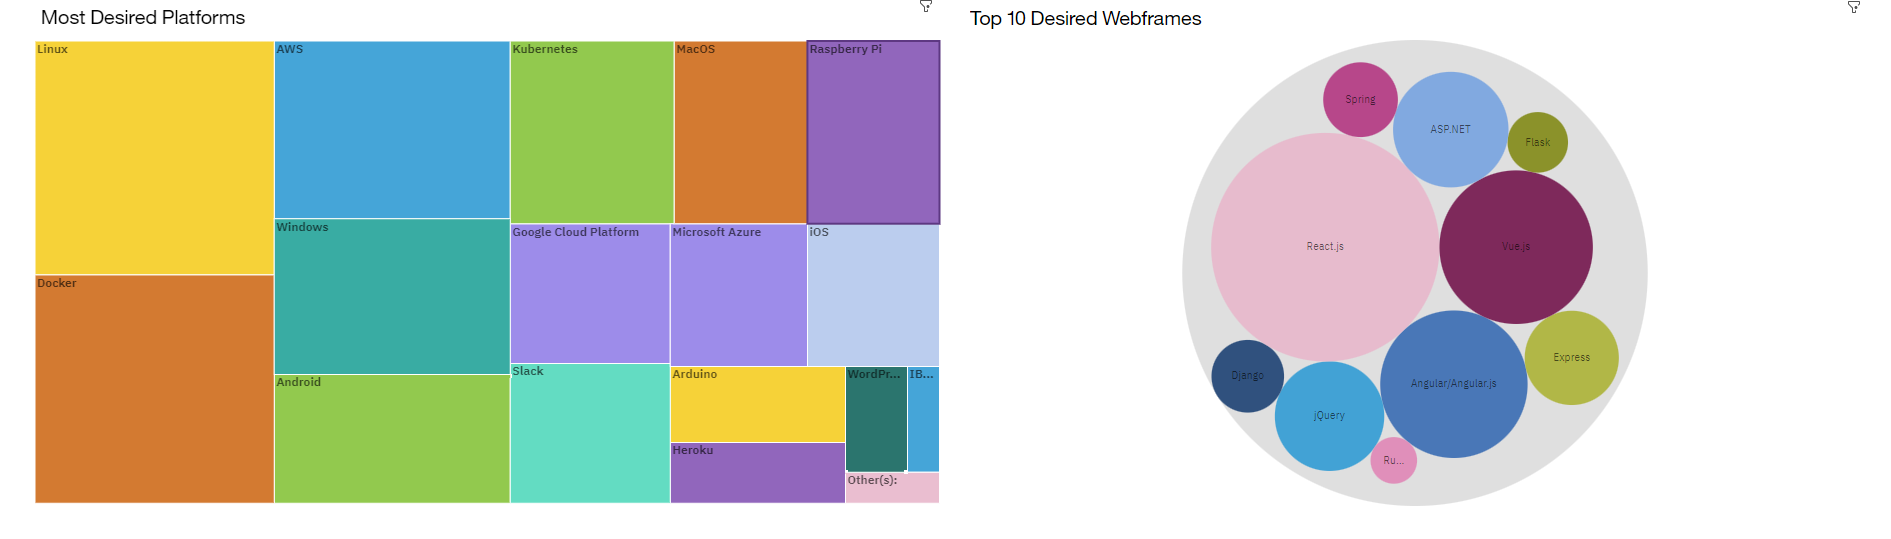 Most Desired Platforms
Linux
AWS
Kubernetes
MacOS
Raspberry Pi
Windows
Google Cloud Platform
Microsoft Azure
iOS
Docker
Slack
Arduino
WordPr...
IB...
Android
Heroku
Other(s):
Top 10 Desired Webframes
Spring
ASP.NET
Flask
React.js
Vue.js
Express
Django
Angular/Angular.js
jQuery
Ru...